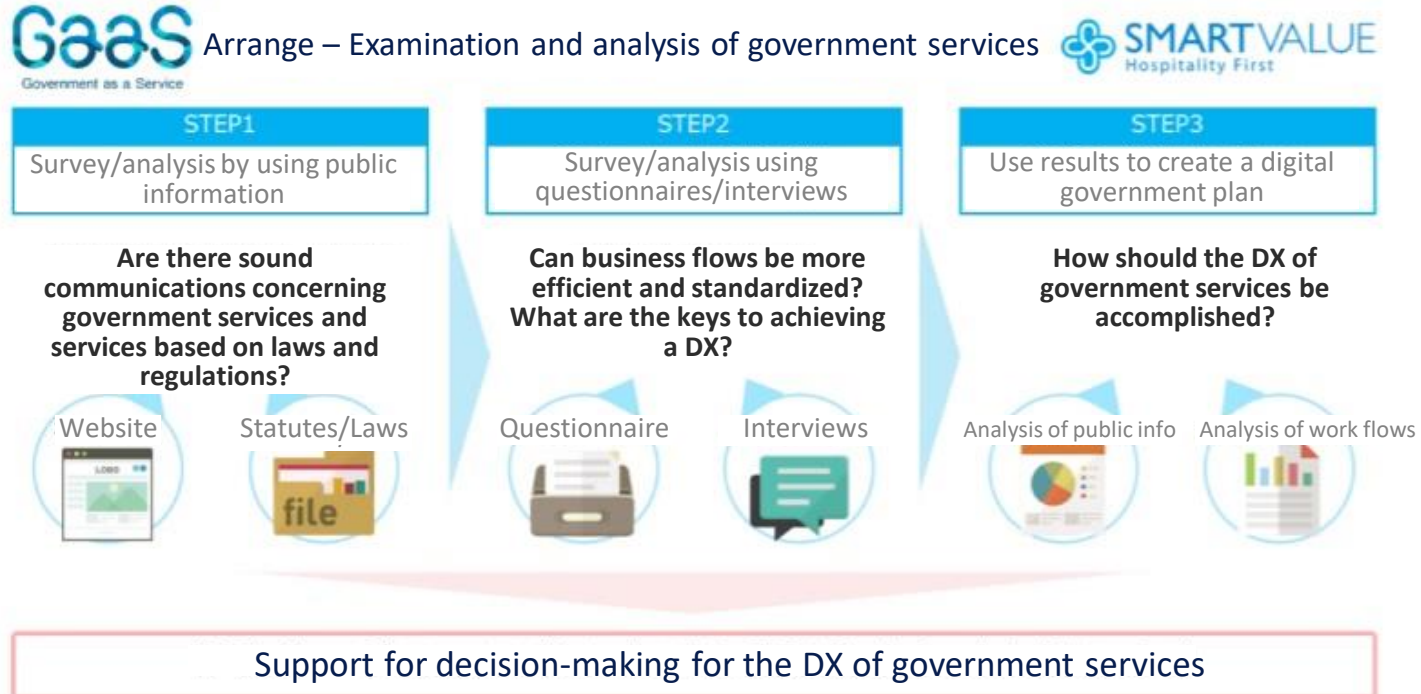 GaaS
Government as a Service
Arrange – Examination and analysis of government services
SMARTVALUE
Hospitality First
STEP1
Survey/analysis by using public
information
Are there sound
communications concerning
government services and
services based on laws and
regulations?
Website
Statutes/Laws
LOGO
file
STEP2
Survey/analysis using
questionnaires/interviews
Can business flows be more
efficient and standardized?
What are the keys to achieving
a DX?
Questionnaire
Interviews
STEP3
Use results to create a digital
government plan
How should the DX of
government services be
accomplished?
Analysis of public info
Analysis of work flows
Support for decision-making for the DX of government services